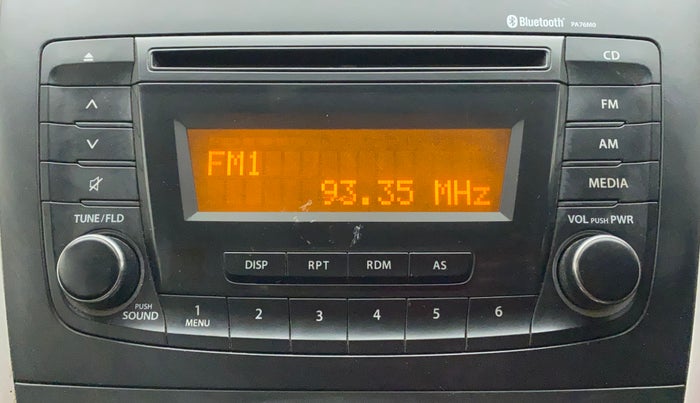 Bluetooth PA76M0
CD
FM
AM
MEDIA
FM1
93.35 MHz
TUNE/FLD
VOL PUSH PWR
DISP RPT RDM AS
PUSH
SOUND
1 2 3 4 5 6
MENU